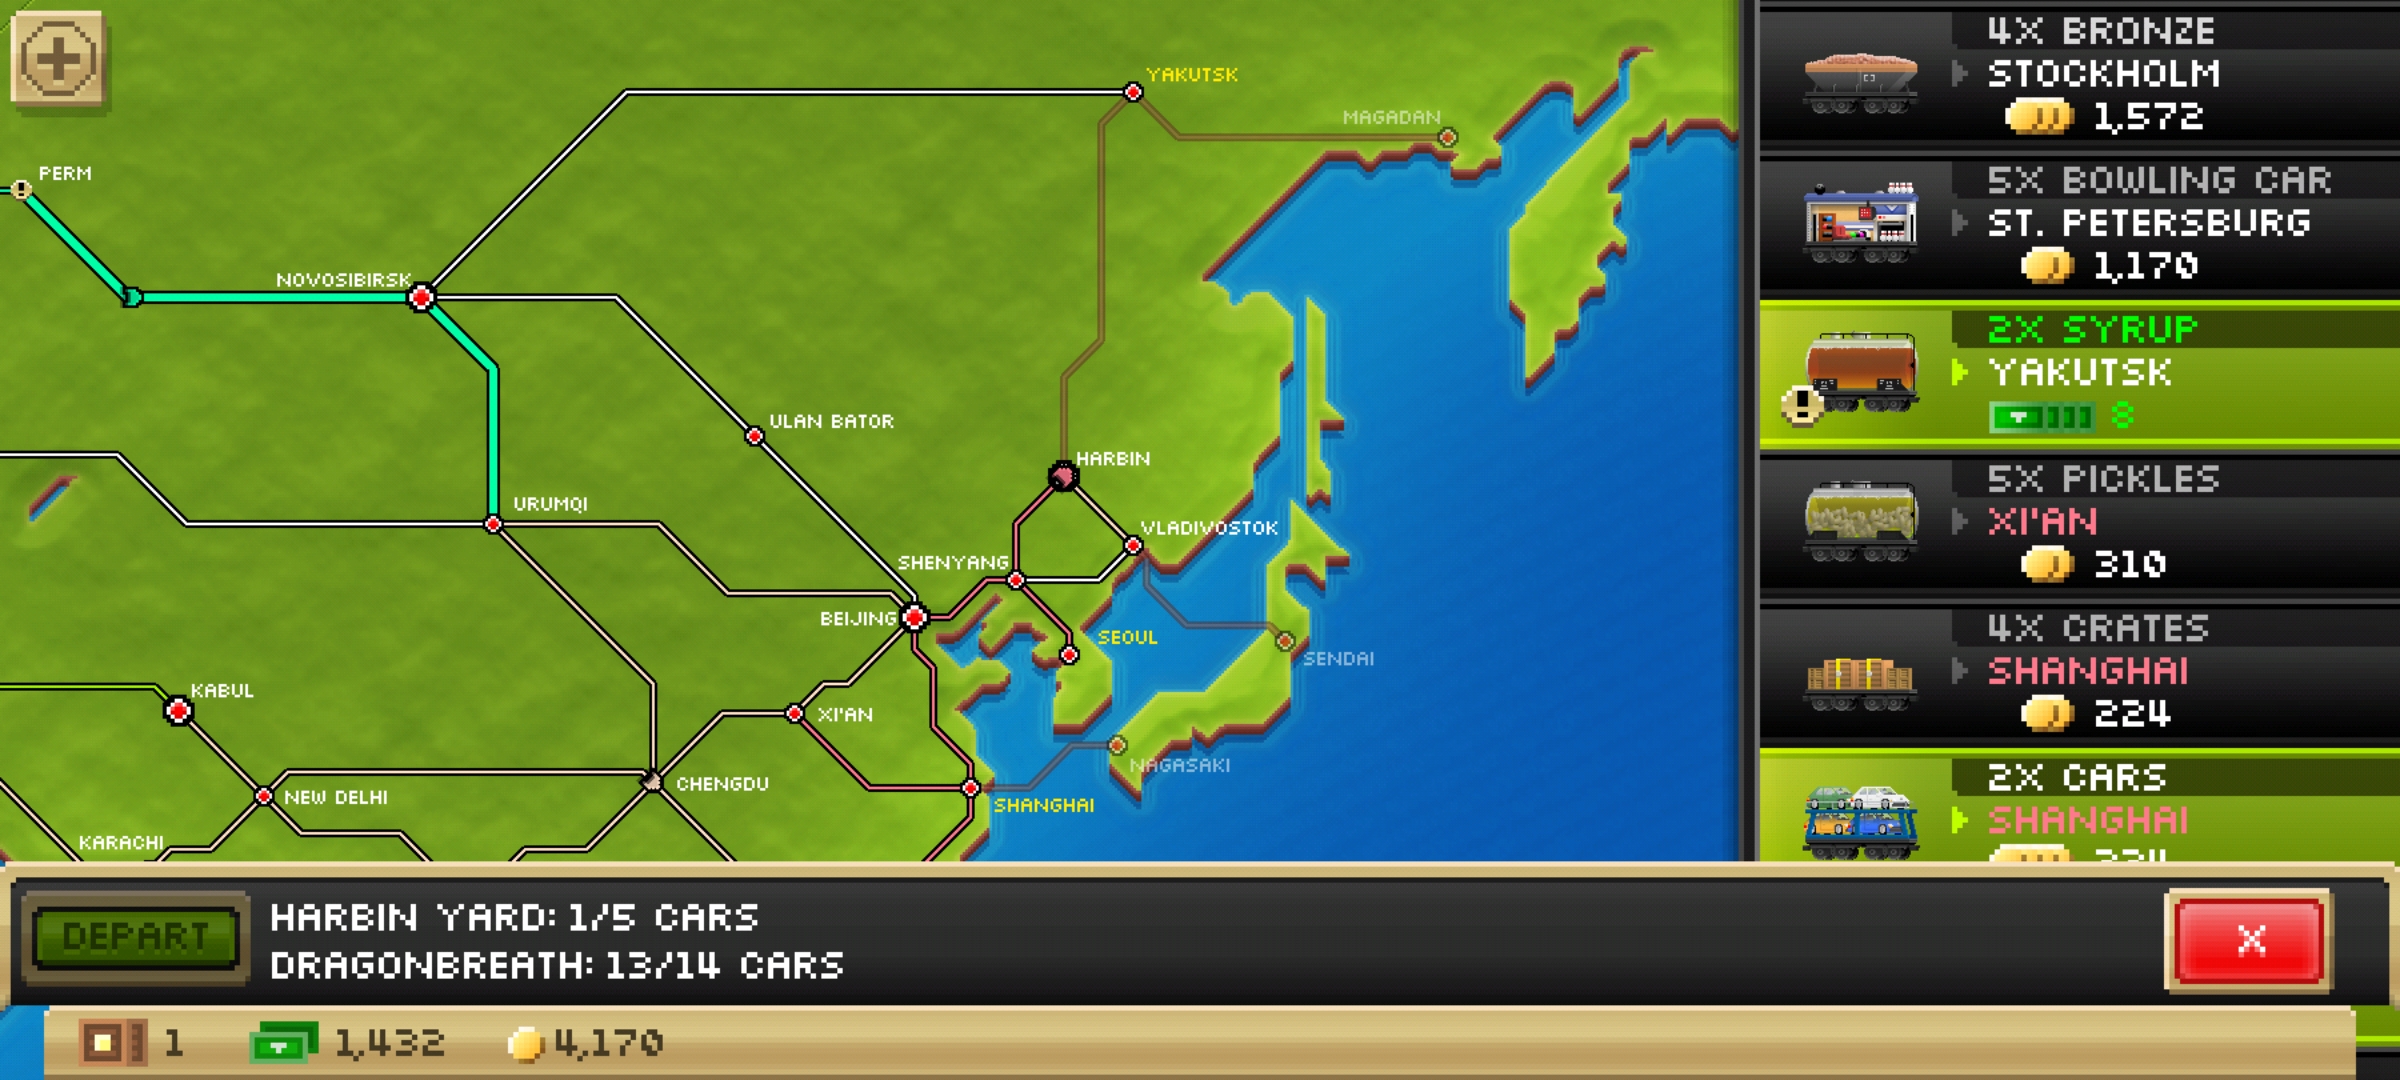 YAKUTSK
MAGADAN
PERM
NOVOSIBIRSK
ULAN BATOR
HARBIN
URUMQI
VLADIVOSTOK
SHENYANG
BEIJING
SEOUL
SENDAI
KABUL
XI'AN
NAGASAKI
CHENGDU
NEW DELHI
SHANGHAI
KARACHI
4X BRONZE
STOCKHOLM
1,572
5X BOWLING CAR
ST. PETERSBURG
1,170
2X SYRUP
YAKUTSK
8
5X PICKLES
XI'AN
310
4X CRATES
SHANGHAI
224
2X CARS
SHANGHAI
DEPART
HARBIN YARD: 1/5 CARS
DRAGONBREATH: 13/14 CARS
X
1
1,432
4,170